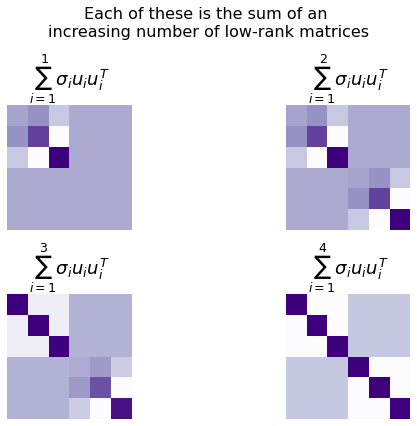 Each of these is the sum of an
increasing number of low-rank matrices
$\sum_{i=1}^{1} \sigma_i u_i u_i^T$
$\sum_{i=1}^{2} \sigma_i u_i u_i^T$
$\sum_{i=1}^{3} \sigma_i u_i u_i^T$
$\sum_{i=1}^{4} \sigma_i u_i u_i^T$